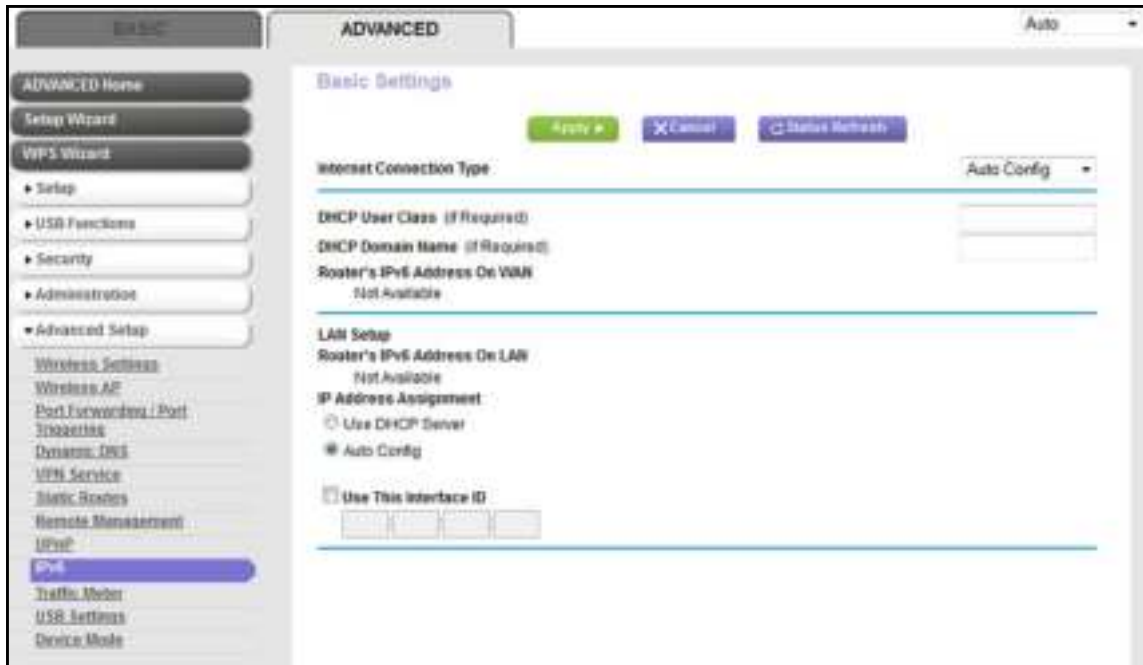 BASIC
ADVANCED
Auto
ADVANCED Home
Setup Wizard
WPS Wizard
Setup
USB Functions
Security
Administration
Advanced Setup
Wireless Settings
Wireless AP
Port Forwarding / Port
Triggering
Dynamic DNS
VPN Service
Static Routes
Remote Management
UPnP
IPv6
Traffic Meter
USB Settings
Device Mode
Basic Settings
Apply
Cancel
Status Refresh
Internet Connection Type
Auto Config
DHCP User Class (If Required)
DHCP Domain Name (If Required)
Router's IPv6 Address On WAN
Not Available
LAN Setup
Router's IPv6 Address On LAN
Not Available
IP Address Assignment
Use DHCP Server
Auto Config
Use This Interface ID